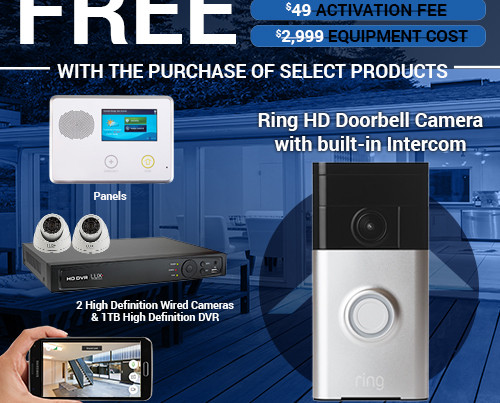 FREE
$49 ACTIVATION FEE
$2,999 EQUIPMENT COST
WITH THE PURCHASE OF SELECT PRODUCTS
Ring HD Doorbell Camera
with built-in Intercom
Panels
HD DVR LUX
2 High Definition Wired Cameras
& 1TB High Definition DVR
SAMSUNG
ring